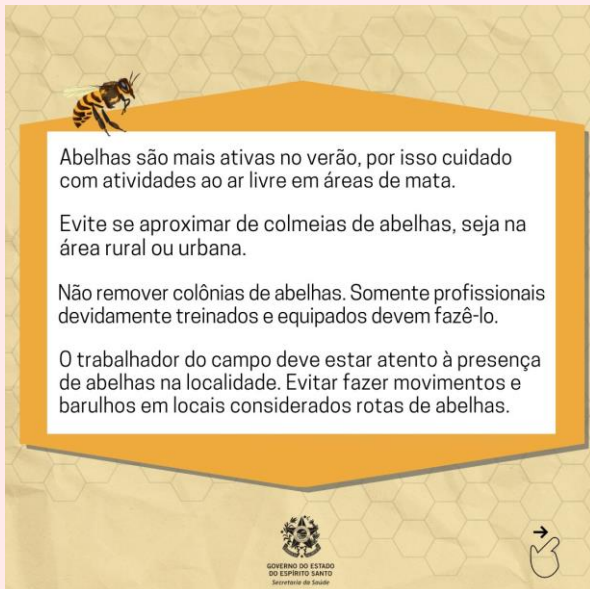 Abelhas são mais ativas no verão, por isso cuidado
com atividades ao ar livre em áreas de mata.
Evite se aproximar de colmeias de abelhas, seja na
área rural ou urbana.
Não remover colônias de abelhas. Somente profissionais
devidamente treinados e equipados devem fazê-lo.
O trabalhador do campo deve estar atento à presença
de abelhas na localidade. Evitar fazer movimentos e
barulhos em locais considerados rotas de abelhas.
GOVERNO DO ESTADO
DO ESPÍRITO SANTO
Secretaria da Saúde